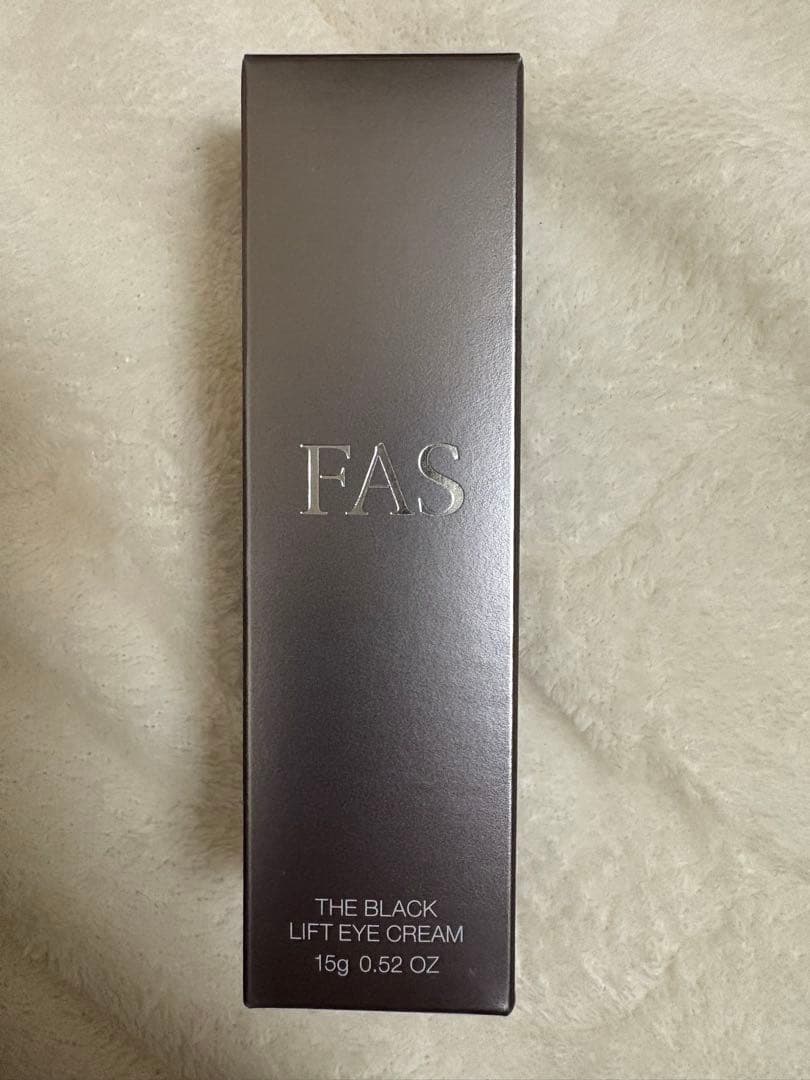 FAS
THE BLACK
LIFT EYE CREAM
15g 0.52 OZ